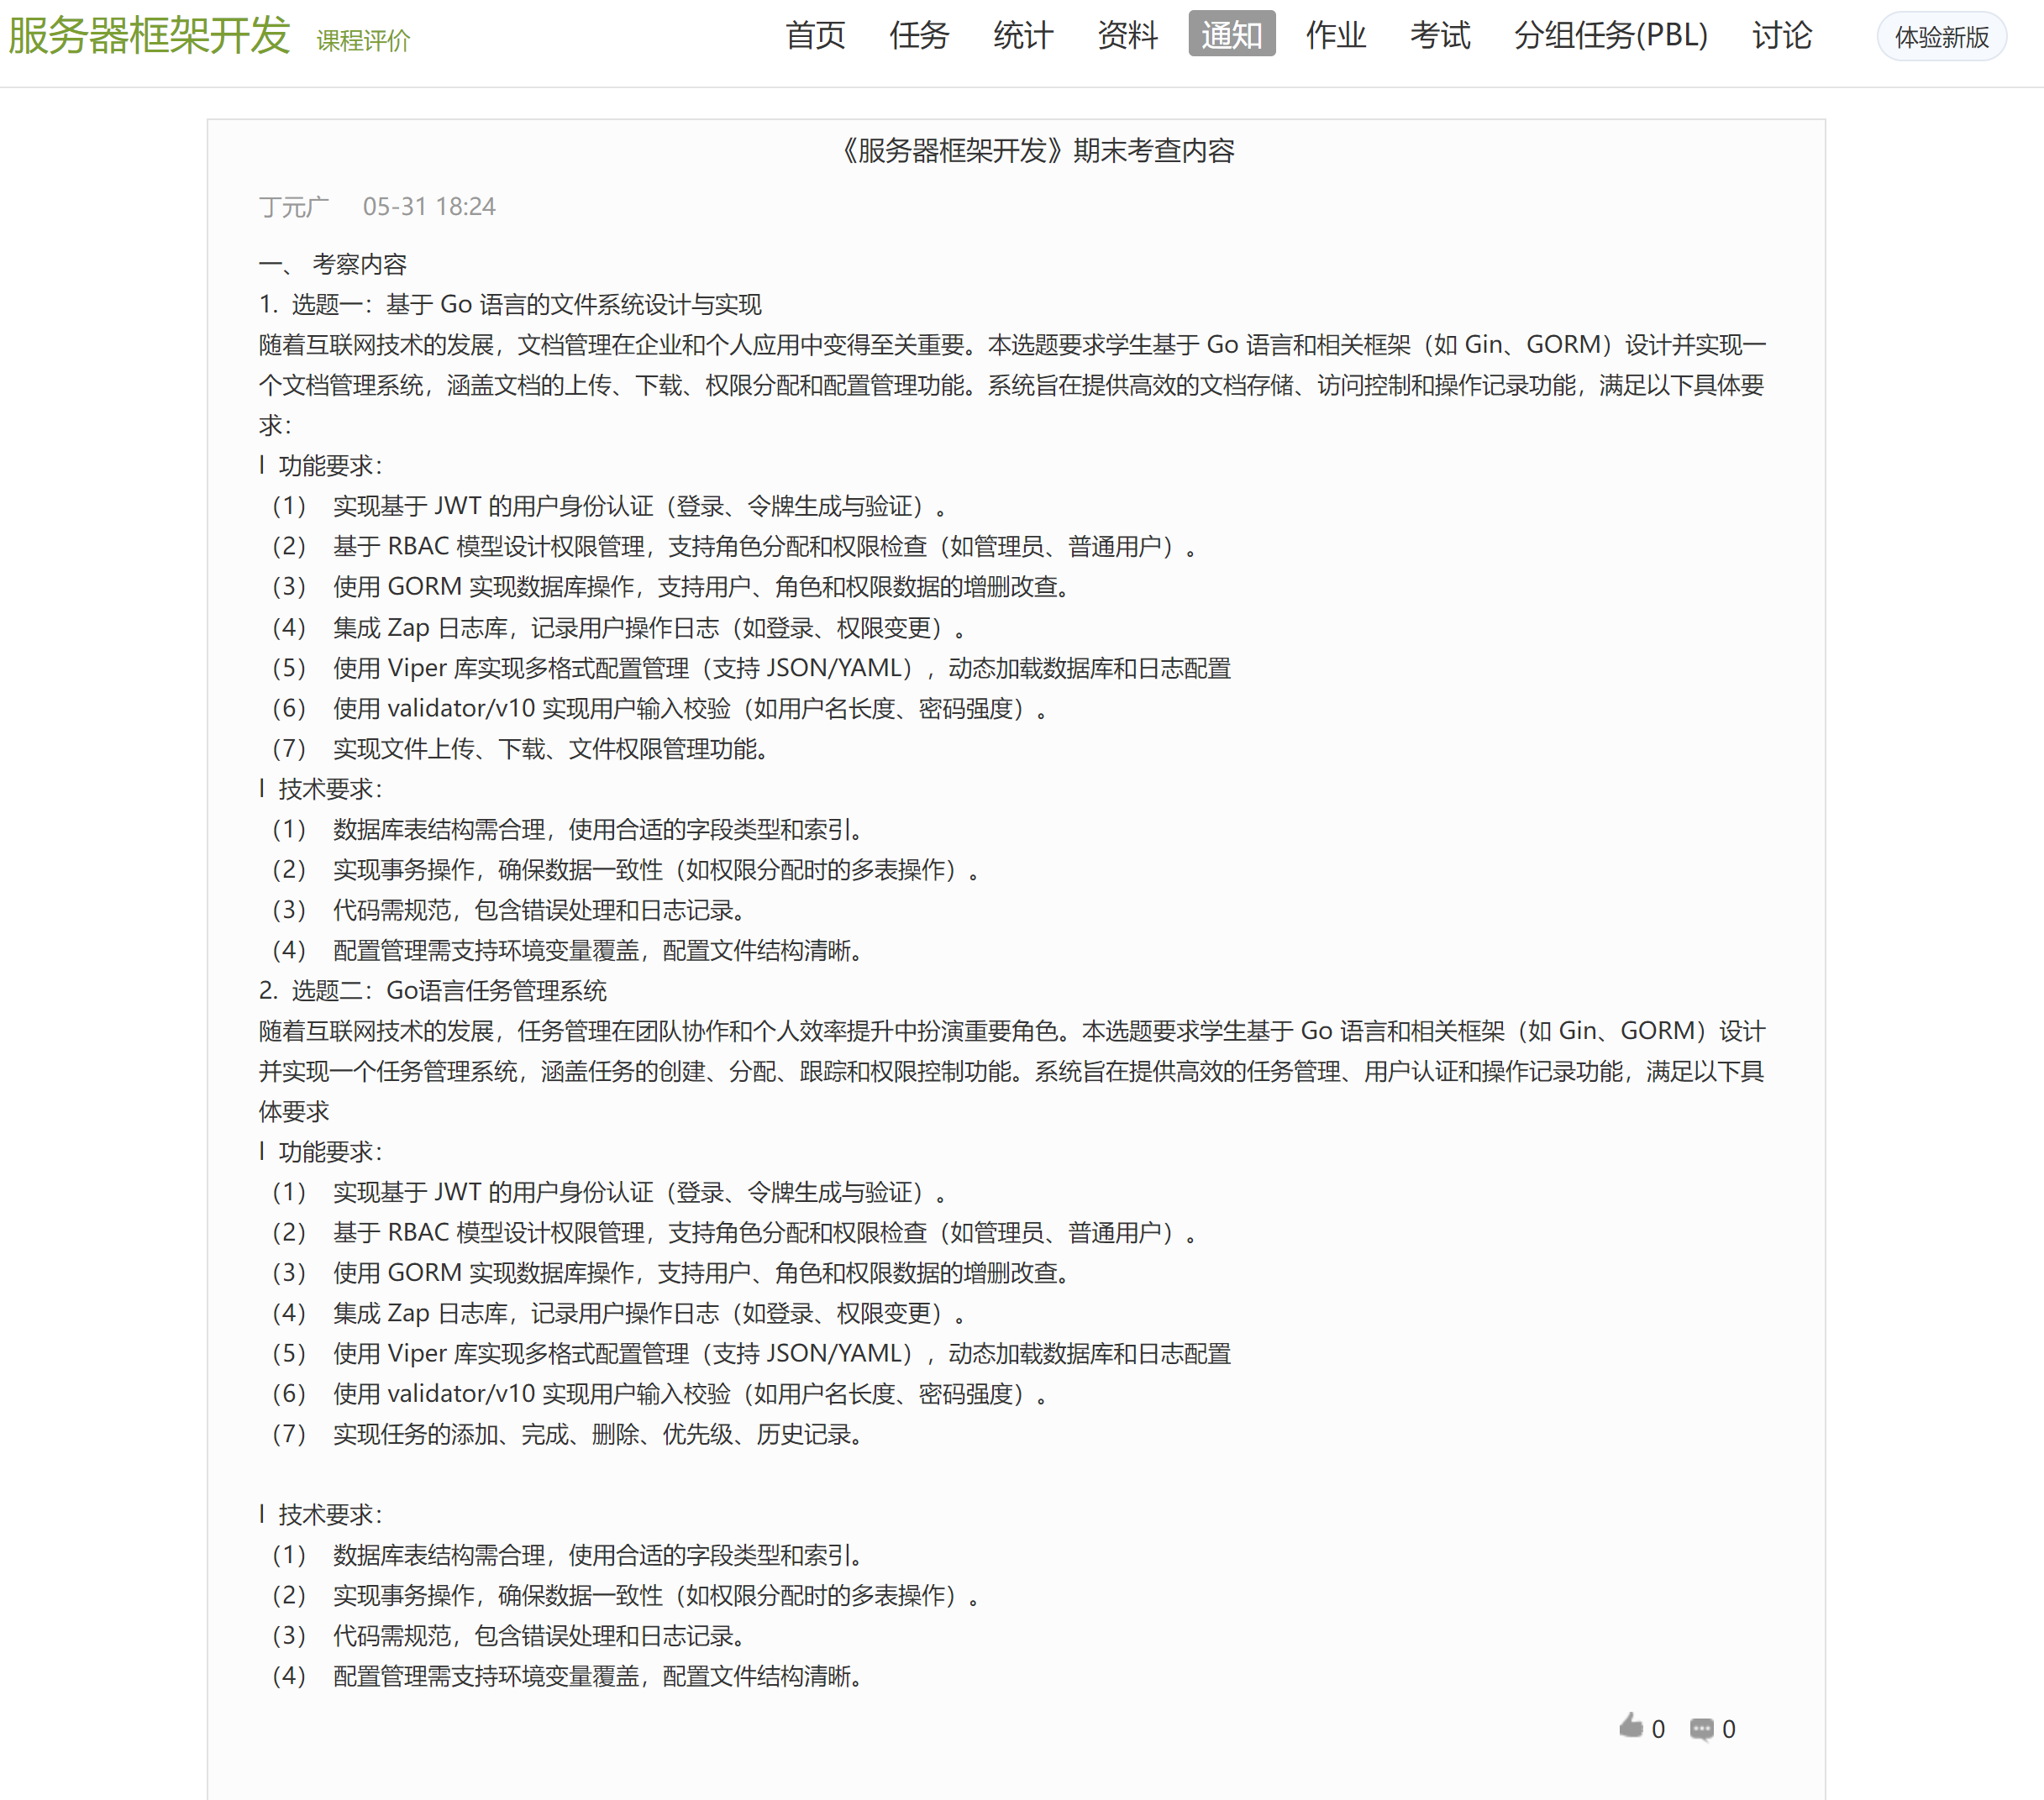 服务器框架开发 课程评价 首页 任务 统计 资料 通知 作业 考试 分组任务(PBL) 讨论 体验新版
《服务器框架开发》期末考查内容
丁元广 05-31 18:24
一、 考察内容
1. 选题一：基于 Go 语言的文件系统设计与实现
随着互联网技术的发展，文档管理在企业和个人应用中变得至关重要。本选题要求学生基于 Go 语言和相关框架（如 Gin、GORM）设计并实现一
个文档管理系统，涵盖文档的上传、下载、权限分配和配置管理功能。系统旨在提供高效的文档存储、访问控制和操作记录功能，满足以下具体要
求：
l 功能要求：
（1） 实现基于 JWT 的用户身份认证（登录、令牌生成与验证）。
（2） 基于 RBAC 模型设计权限管理，支持角色分配和权限检查（如管理员、普通用户）。
（3） 使用 GORM 实现数据库操作，支持用户、角色和权限数据的增删改查。
（4） 集成 Zap 日志库，记录用户操作日志（如登录、权限变更）。
（5） 使用 Viper 库实现多格式配置管理（支持 JSON/YAML），动态加载数据库和日志配置
（6） 使用 validator/v10 实现用户输入校验（如用户名长度、密码强度）。
（7） 实现文件上传、下载、文件权限管理功能。
l 技术要求：
（1） 数据库表结构需合理，使用合适的字段类型和索引。
（2） 实现事务操作，确保数据一致性（如权限分配时的多表操作）。
（3） 代码需规范，包含错误处理和日志记录。
（4） 配置管理需支持环境变量覆盖，配置文件结构清晰。
2. 选题二：Go语言任务管理系统
随着互联网技术的发展，任务管理在团队协作和个人效率提升中扮演重要角色。本选题要求学生基于 Go 语言和相关框架（如 Gin、GORM）设计
并实现一个任务管理系统，涵盖任务的创建、分配、跟踪和权限控制功能。系统旨在提供高效的任务管理、用户认证和操作记录功能，满足以下具
体要求
l 功能要求：
（1） 实现基于 JWT 的用户身份认证（登录、令牌生成与验证）。
（2） 基于 RBAC 模型设计权限管理，支持角色分配和权限检查（如管理员、普通用户）。
（3） 使用 GORM 实现数据库操作，支持用户、角色和权限数据的增删改查。
（4） 集成 Zap 日志库，记录用户操作日志（如登录、权限变更）。
（5） 使用 Viper 库实现多格式配置管理（支持 JSON/YAML），动态加载数据库和日志配置
（6） 使用 validator/v10 实现用户输入校验（如用户名长度、密码强度）。
（7） 实现任务的添加、完成、删除、优先级、历史记录。
l 技术要求：
（1） 数据库表结构需合理，使用合适的字段类型和索引。
（2） 实现事务操作，确保数据一致性（如权限分配时的多表操作）。
（3） 代码需规范，包含错误处理和日志记录。
（4） 配置管理需支持环境变量覆盖，配置文件结构清晰。
0 0